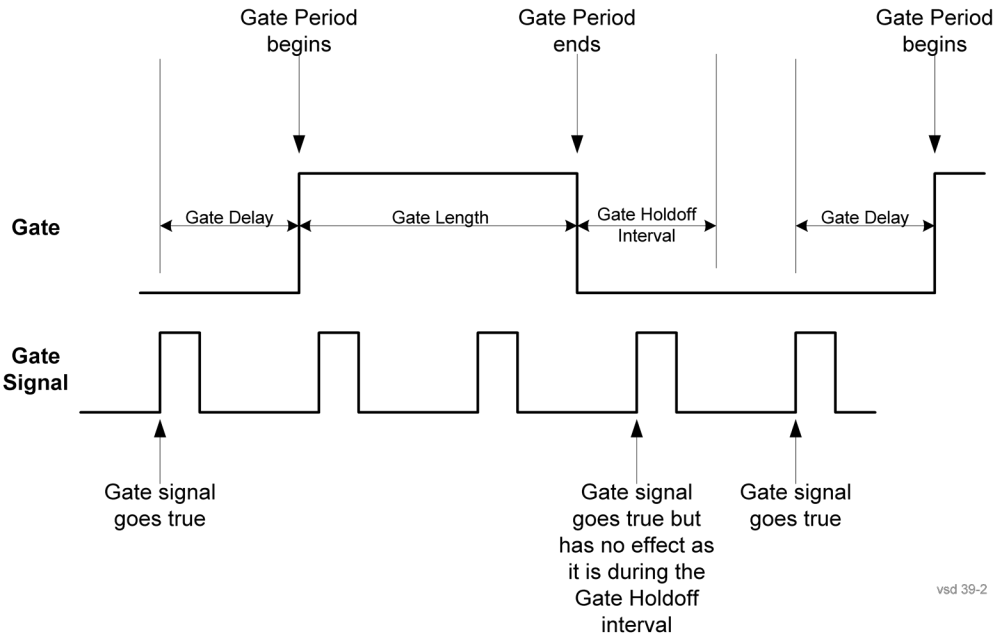 Gate Period
begins
Gate Period
ends
Gate Period
begins
Gate
Gate Delay
Gate Length
Gate Holdoff
Interval
Gate Delay
Gate
Signal
Gate signal
goes true
Gate signal
goes true but
has no effect as
it is during the
Gate Holdoff
interval
Gate signal
goes true
vsd 39-2